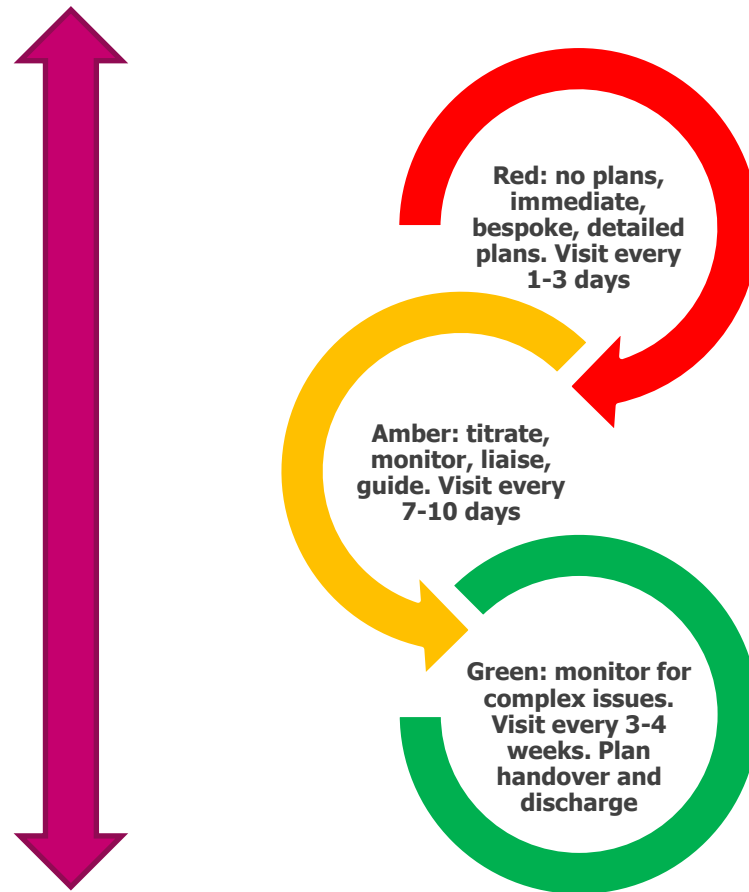 Red: no plans,
immediate,
bespoke, detailed
plans. Visit every
1-3 days
Amber: titrate,
monitor, liaise,
guide. Visit every
7-10 days
Green: monitor for
complex issues.
Visit every 3-4
weeks. Plan
handover and
discharge